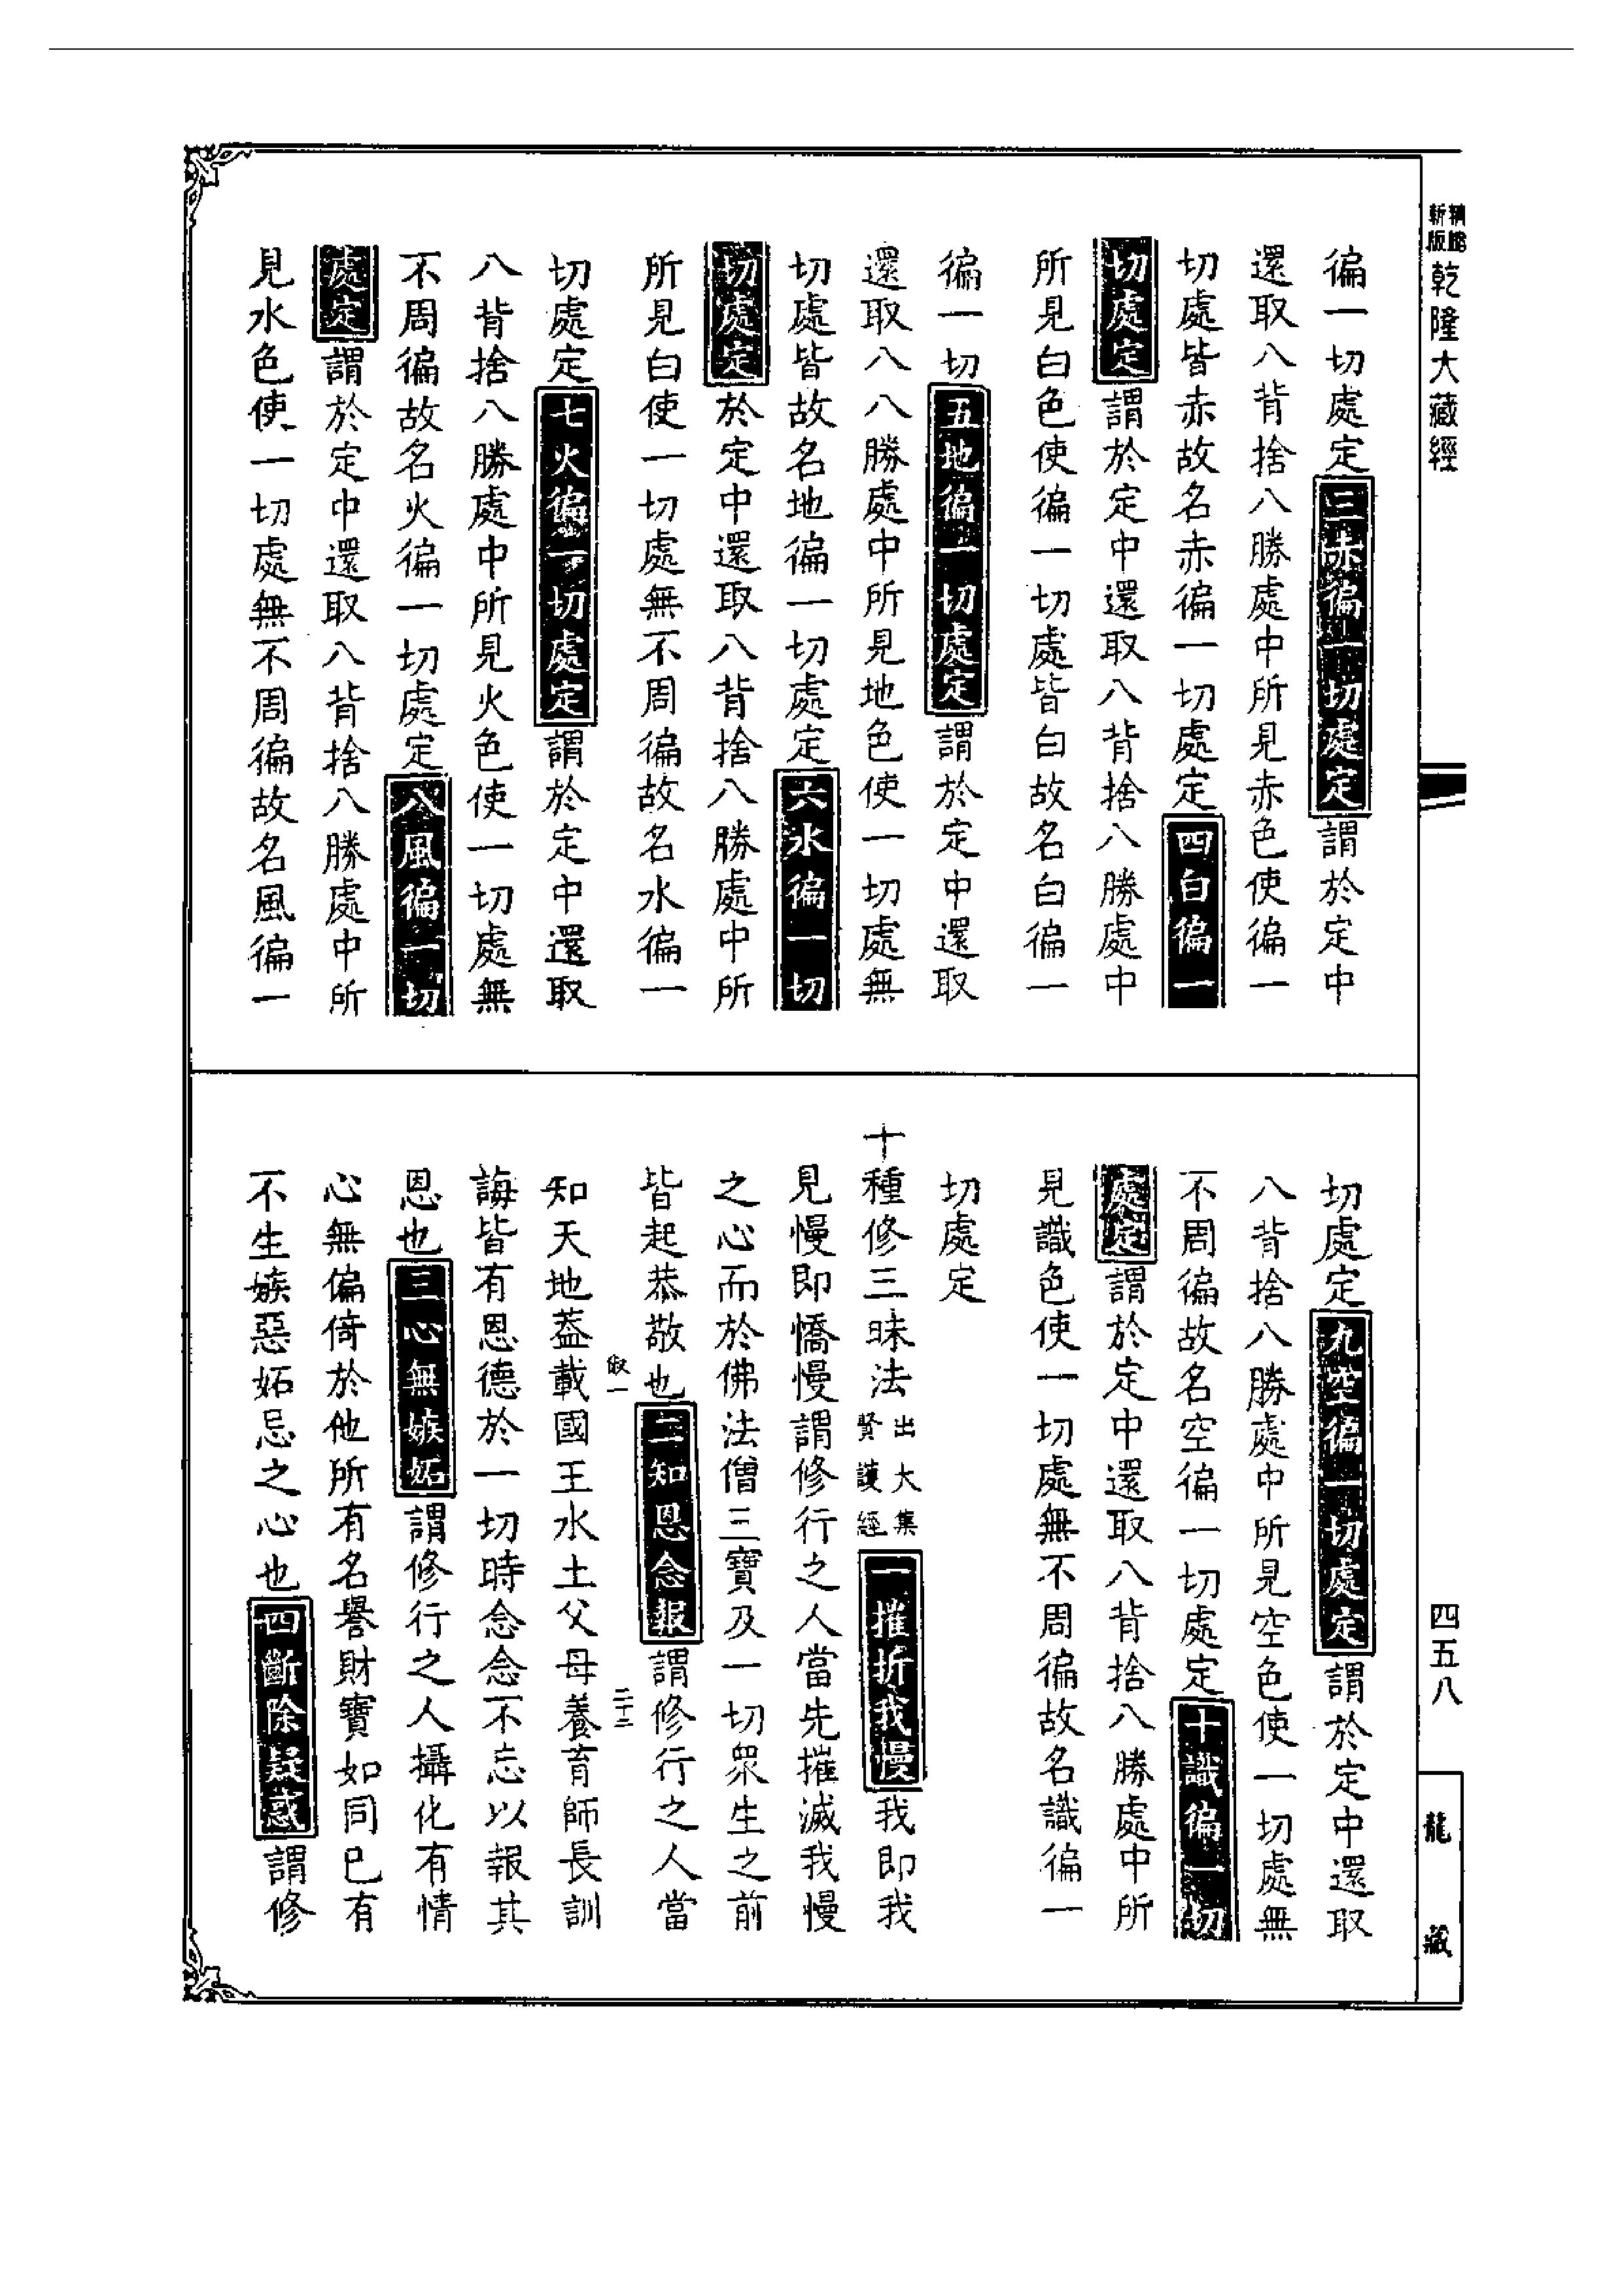 新版 精縮 乾隆大藏經
四五八
龍藏
徧一切處定三赤徧一切處定謂於定中
還取八背捨八勝處中所見赤色使徧一
切處皆赤故名赤徧一切處定四白徧一
切處定謂於定中還取八背捨八勝處中
所見白色使徧一切處皆白故名白徧一
徧一切五地徧一切處定謂於定中還取
還取八八勝處中所見地色使一切處無
切處皆故名地徧一切處定六水徧一切
切處定於定中還取八背捨八勝處中所
所見白使一切處無不周徧故名水徧一
切處定七火徧一切處定謂於定中還取
八背捨八勝處中所見火色使一切處無
不周徧故名火徧一切處定八風徧一切
處定謂於定中還取八背捨八勝處中所
見水色使一切處無不周徧故名風徧一
切處定九空徧一切處定謂於定中還取
八背捨八勝處中所見空色使一切處無
不周徧故名空徧一切處定十識徧一切
處定謂於定中還取八背捨八勝處中所
見識色使一切處無不周徧故名識徧一
切處定
十種修三昧法出大集賢護經一摧折我慢我即我
見慢即憍慢謂修行之人當先摧滅我慢
之心而於佛法僧三寶及一切眾生之前
皆起恭敬也二知恩念報謂修行之人當
馭一 二十二
知天地蓋載國王水土父母養育師長訓
誨皆有恩德於一切時念念不忘以報其
恩也三心無嫉妬謂修行之人攝化有情
心無偏倚於他所有名譽財寶如同己有
不生嫉惡妬忌之心也四斷除疑惑謂修